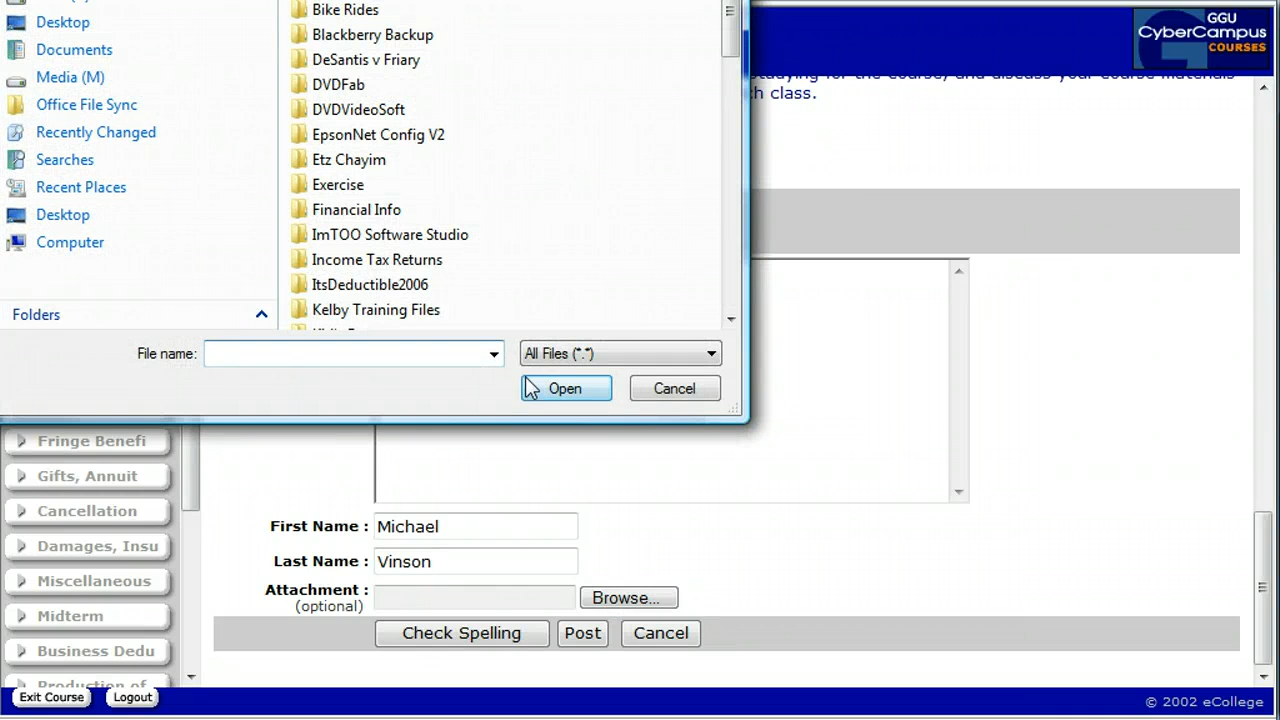 Desktop
Documents
Media (M)
Office File Sync
Recently Changed
Searches
Recent Places
Desktop
Computer
Folders
Bike Rides
Blackberry Backup
DeSantis v Friary
DVDFab
DVDVideoSoft
EpsonNet Config V2
Etz Chayim
Exercise
Financial Info
ImTOO Software Studio
Income Tax Returns
ItsDeductible2006
Kelby Training Files
File name:
All Files (*.*)
Open
Cancel
GGU
CyberCampus
COURSES
studying for the course, and discuss your course materials
ch class.
Fringe Benefi
Gifts, Annuit
Cancellation
Damages, Insu
Miscellaneous
Midterm
Business Dedu
Production of
First Name : Michael
Last Name : Vinson
Attachment :
(optional)
Browse...
Check Spelling
Post
Cancel
Exit Course
Logout
© 2002 eCollege